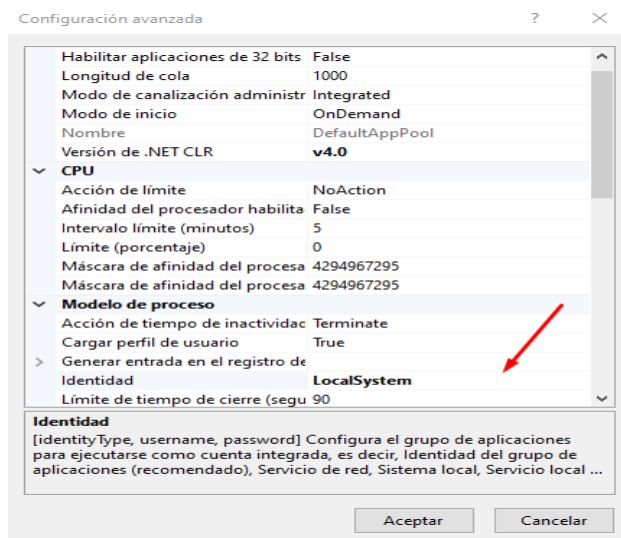 Configuración avanzada ? ×
Habilitar aplicaciones de 32 bits False
Longitud de cola 1000
Modo de canalización administr Integrated
Modo de inicio OnDemand
Nombre DefaultAppPool
Versión de .NET CLR v4.0
CPU
Acción de límite NoAction
Afinidad del procesador habilita False
Intervalo límite (minutos) 5
Límite (porcentaje) 0
Máscara de afinidad del procesa 4294967295
Máscara de afinidad del procesa 4294967295
Modelo de proceso
Acción de tiempo de inactividac Terminate
Cargar perfil de usuario True
Generar entrada en el registro de
Identidad LocalSystem
Límite de tiempo de cierre (segu 90
Identidad
[identityType, username, password] Configura el grupo de aplicaciones
para ejecutarse como cuenta integrada, es decir, Identidad del grupo de
aplicaciones (recomendado), Servicio de red, Sistema local, Servicio local ...
Aceptar Cancelar